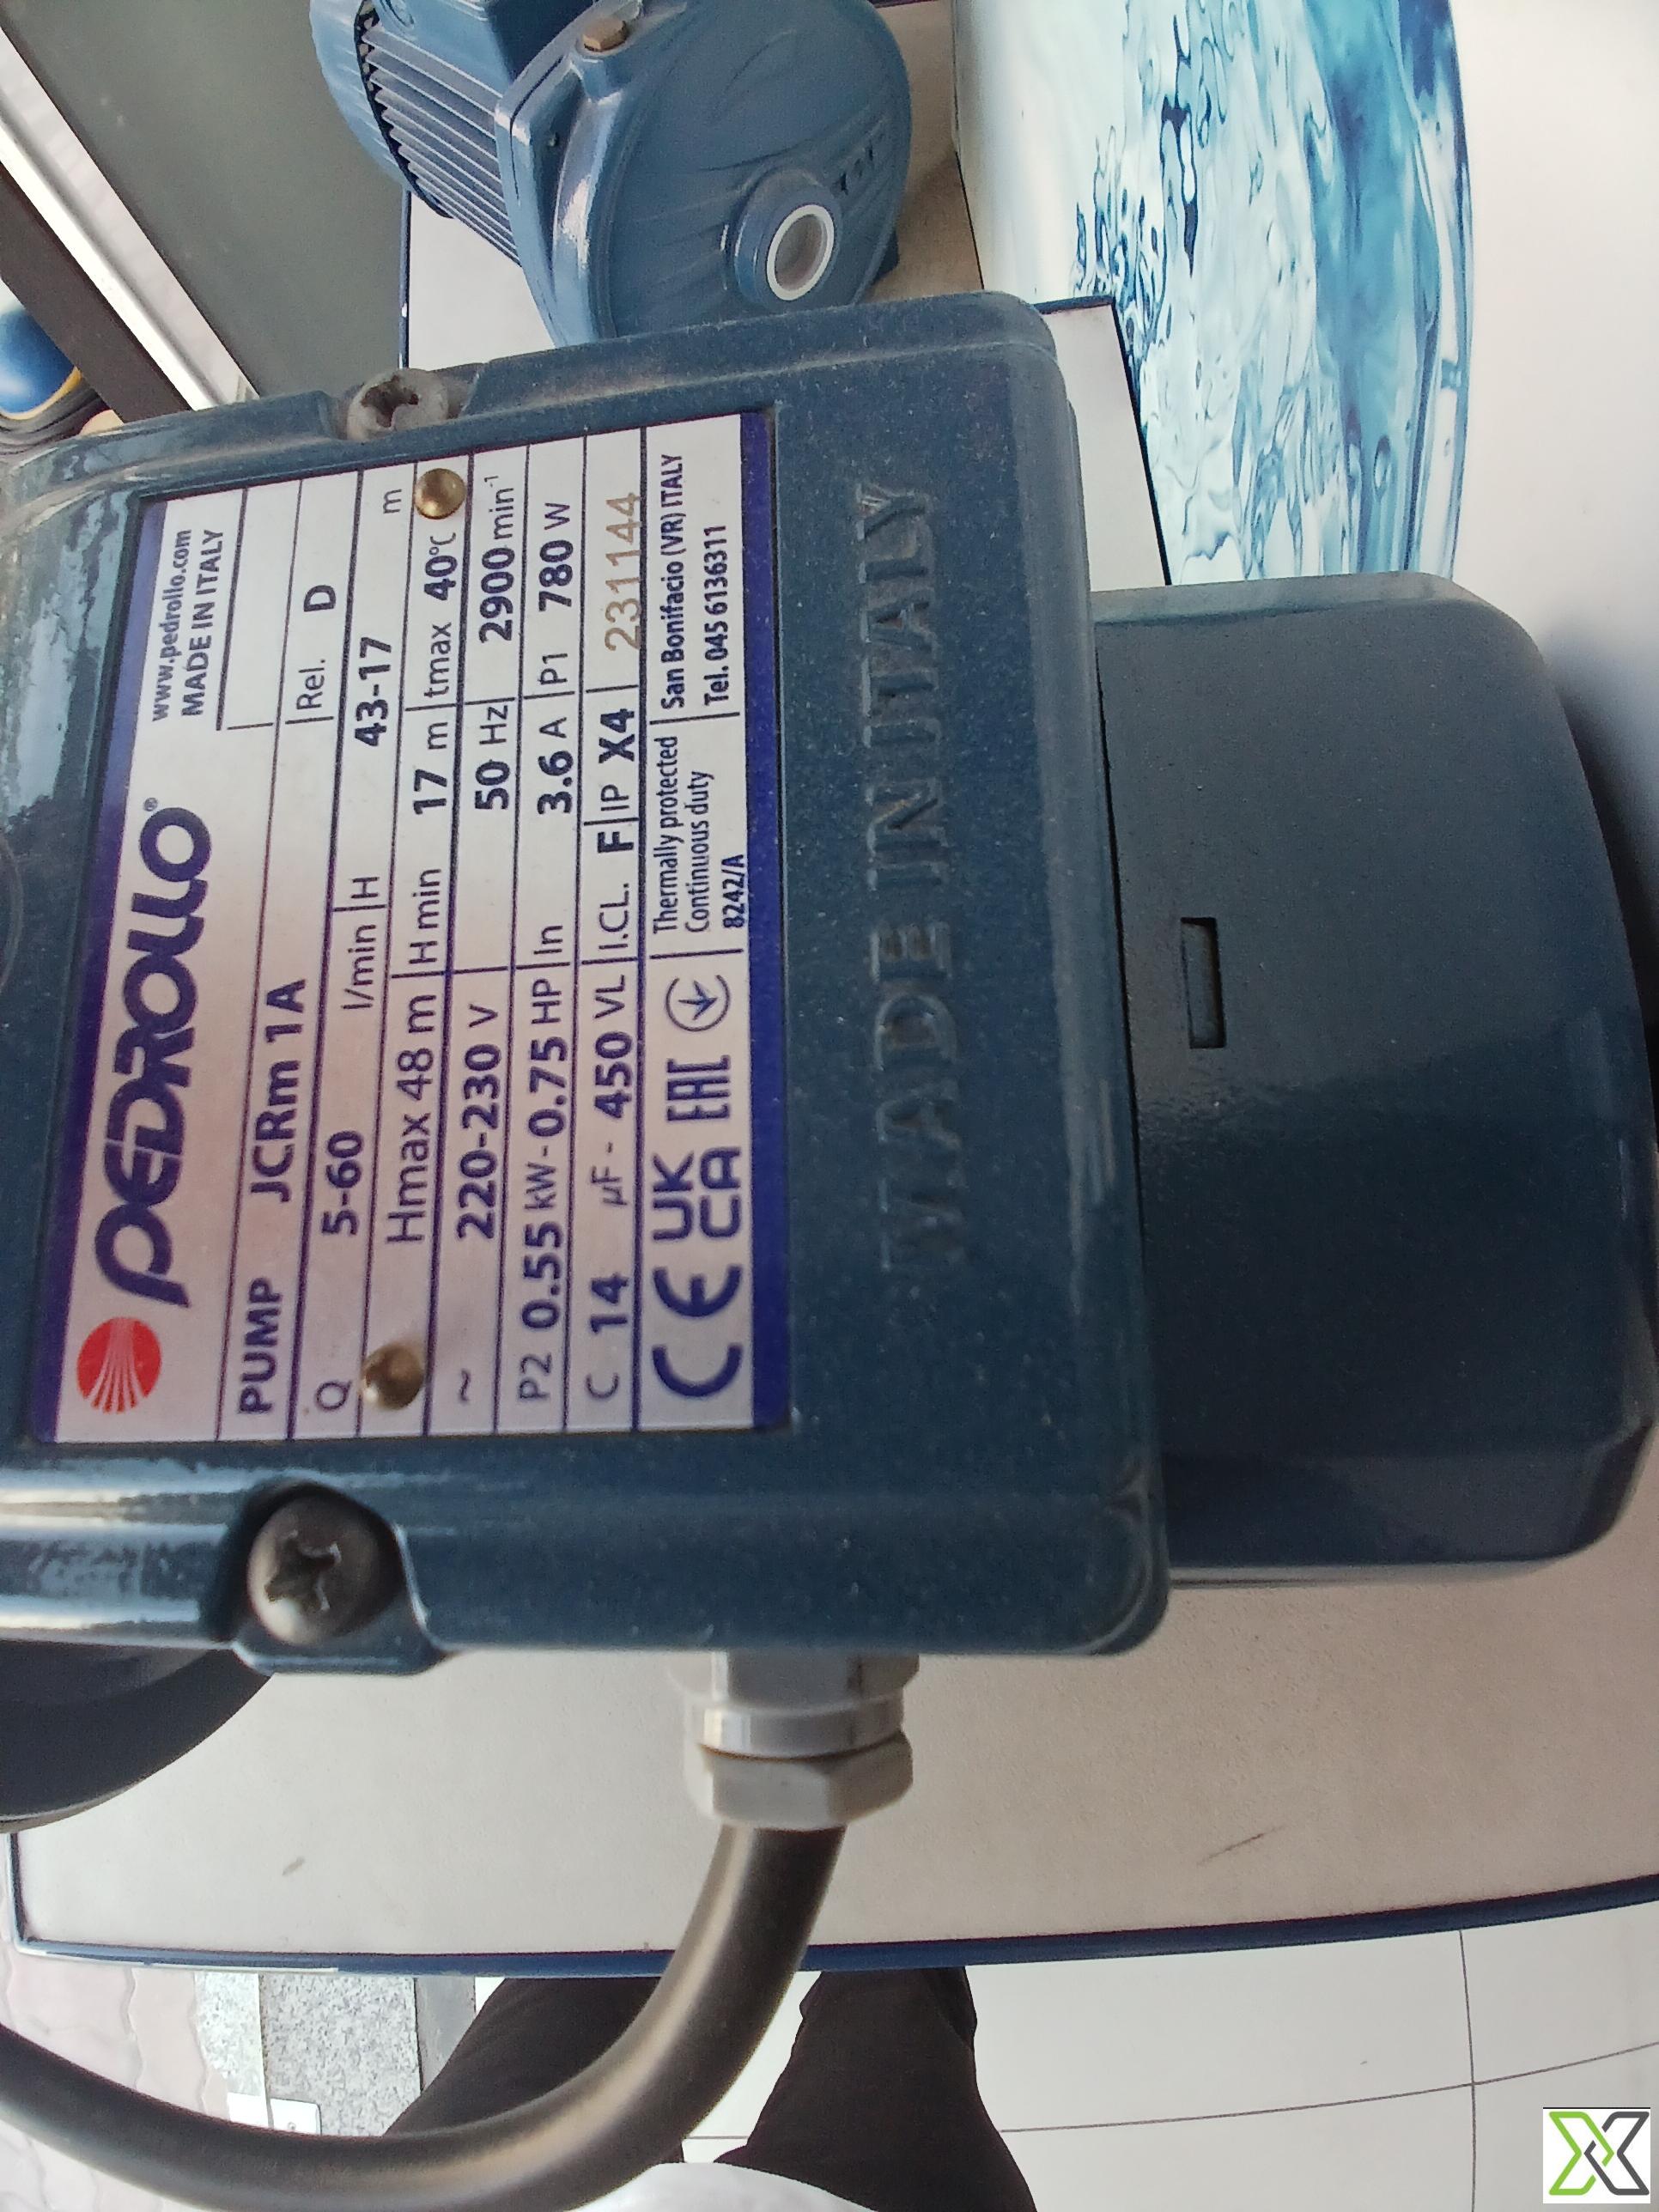 PEDROLLO®
www.pedrollo.com
MADE IN ITALY
PUMP JCRm 1A
Rel. D
Q 5-60 l/min H 43-17 m
Hmax 48 m H min 17 m tmax 40°C
~ 220-230 V 50 Hz 2900 min-1
P2 0.55 kW - 0.75 HP In 3.6 A P1 780 W
C 14 µF - 450 VL I.CL. F IP X4 231144
CE UKCA EAC
Thermally protected
Continuous duty
8242/A
San Bonifacio (VR) ITALY
Tel. 045 6136311
MADE IN ITALY